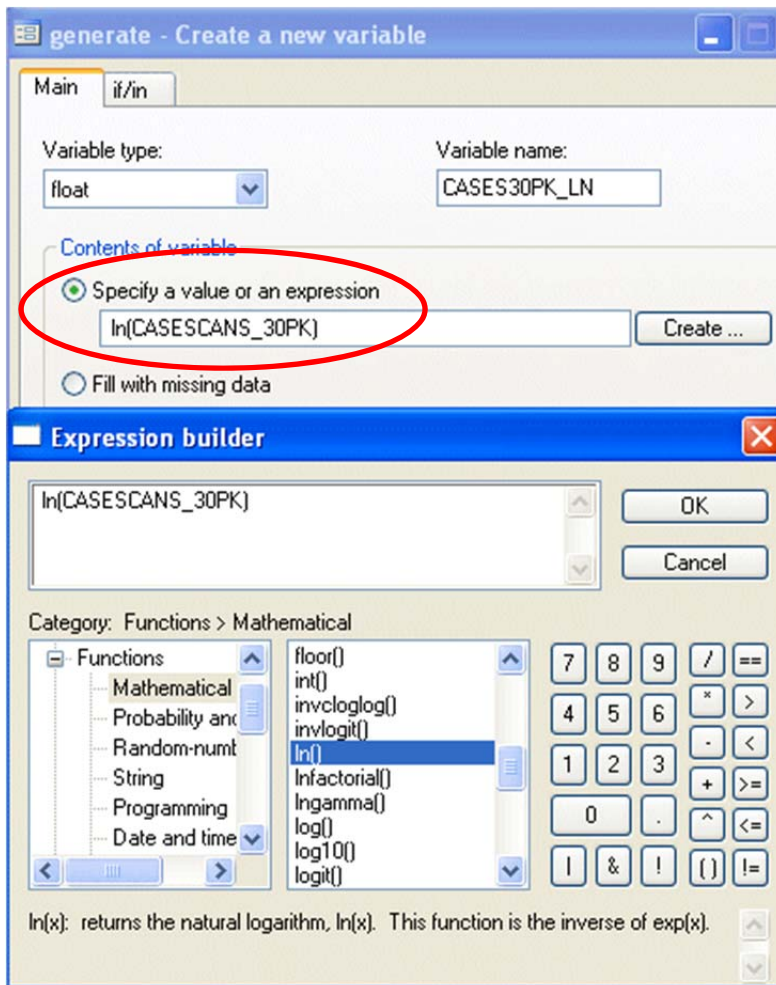 generate - Create a new variable
Main if/in
Variable type: Variable name:
float CASES30PK_LN
Contents of variable
Specify a value or an expression
ln(CASESCANS_30PK) Create ...
Fill with missing data
Expression builder
ln(CASESCANS_30PK)
OK
Cancel
Category: Functions > Mathematical
Functions
Mathematical
Probability and
Random-numb
String
Programming
Date and time
floor()
int()
invcloglog()
invlogit()
ln()
lnfactorial()
lngamma()
log()
log10()
logit()
7 8 9 / ==
4 5 6 * >
1 2 3 - <
+ >=
0 . ^ <=
| & ! () !=
ln(x): returns the natural logarithm, ln(x). This function is the inverse of exp(x).